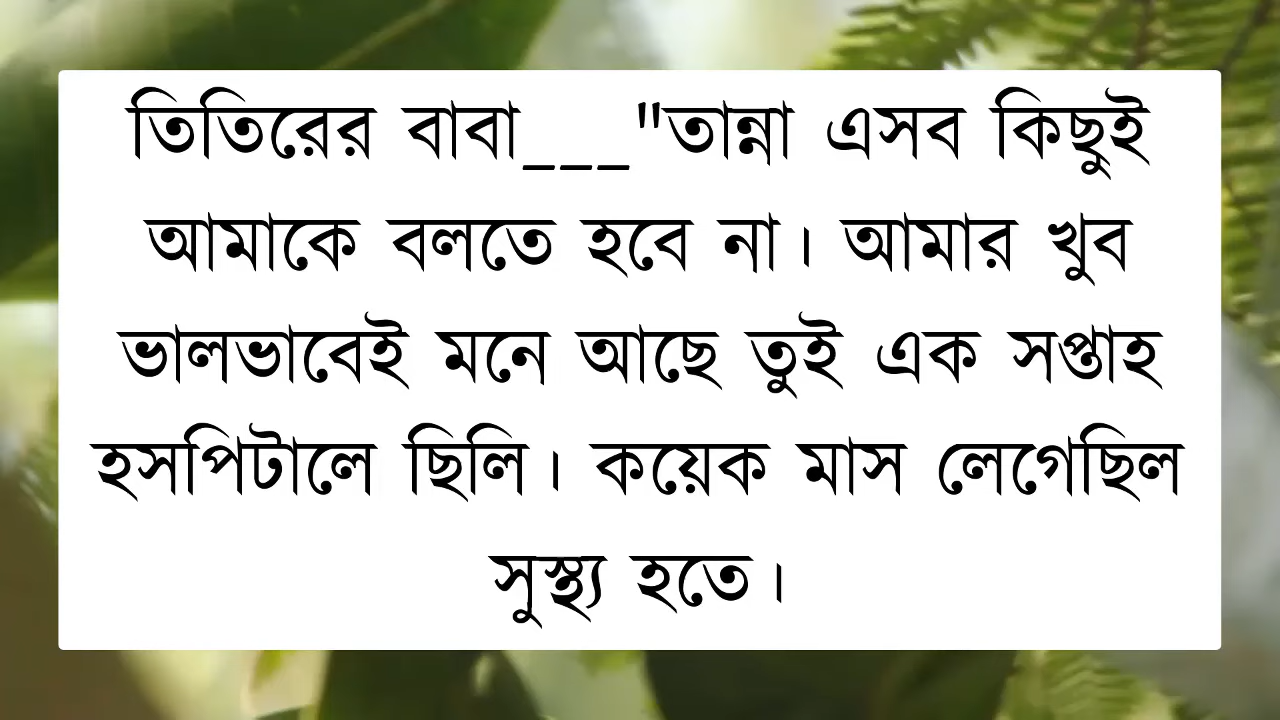 তিতিরের বাবা___"তান্না এসব কিছুই
আমাকে বলতে হবে না। আমার খুব
ভালভাবেই মনে আছে তুই এক সপ্তাহ
হসপিটালে ছিলি। কয়েক মাস লেগেছিল
সুস্থ্য হতে।